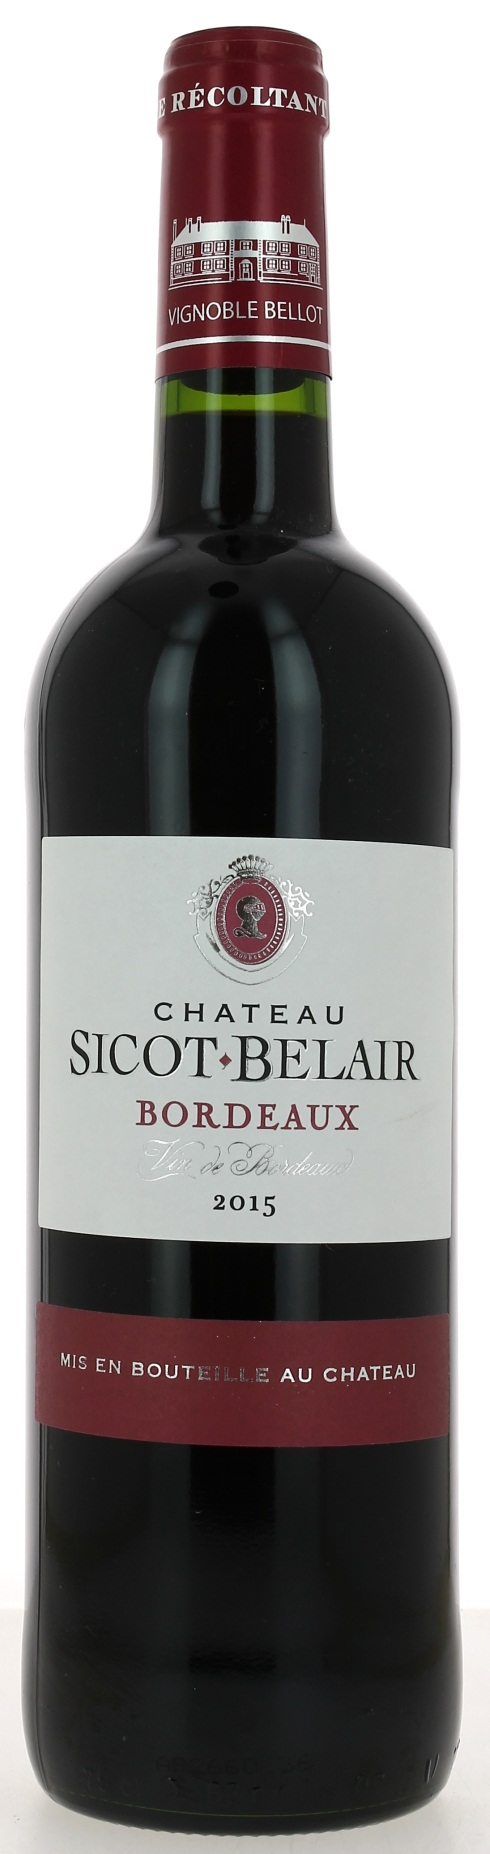 E RÉCOLTANT
VIGNOBLE BELLOT
CHATEAU
SICOT⬩BELAIR
BORDEAUX
Vin de Bordeaux
2015
MIS EN BOUTEILLE AU CHATEAU